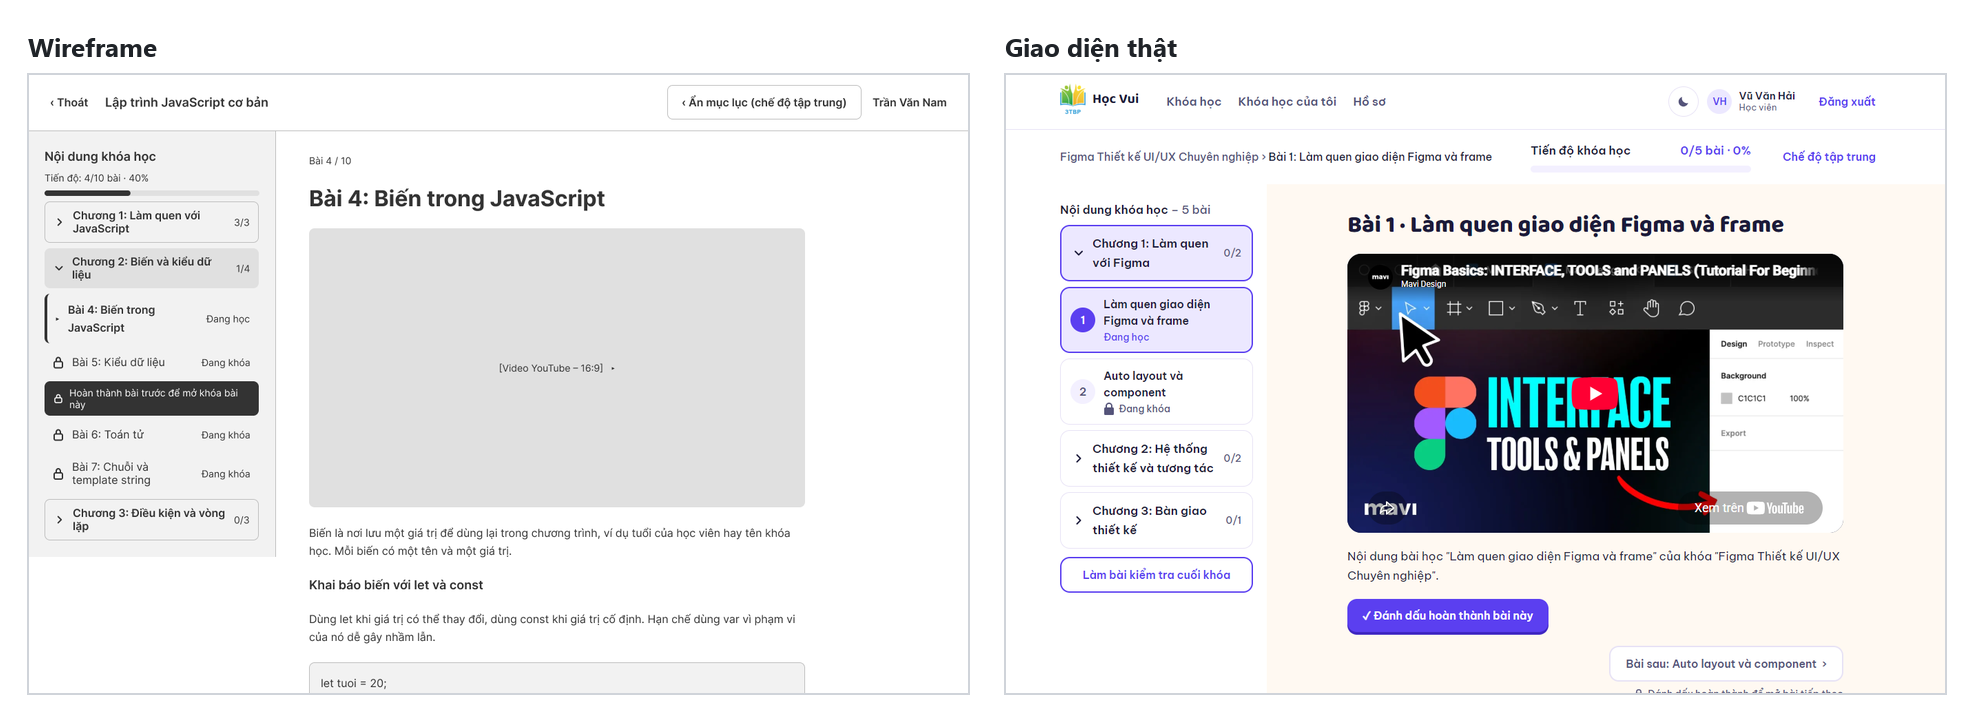 Wireframe
‹ Thoát
Lập trình JavaScript cơ bản
‹ Ẩn mục lục (chế độ tập trung)
Trần Văn Nam
Nội dung khóa học
Tiến độ: 4/10 bài · 40%
Chương 1: Làm quen với
JavaScript
3/3
Chương 2: Biến và kiểu dữ
liệu
1/4
Bài 4: Biến trong
JavaScript
Đang học
Bài 5: Kiểu dữ liệu
Đang khóa
Hoàn thành bài trước để mở khóa bài
này
Bài 6: Toán tử
Đang khóa
Bài 7: Chuỗi và
template string
Đang khóa
Chương 3: Điều kiện và vòng
lặp
0/3
Bài 4 / 10
Bài 4: Biến trong JavaScript
[Video YouTube – 16:9]
Biến là nơi lưu một giá trị để dùng lại trong chương trình, ví dụ tuổi của học viên hay tên khóa
học. Mỗi biến có một tên và một giá trị.
Khai báo biến với let và const
Dùng let khi giá trị có thể thay đổi, dùng const khi giá trị cố định. Hạn chế dùng var vì phạm vi
của nó dễ gây nhầm lẫn.
let tuoi = 20;
Giao diện thật
3TBP
Học Vui
Khóa học
Khóa học của tôi
Hồ sơ
VH
Vũ Văn Hải
Học viên
Đăng xuất
Figma Thiết kế UI/UX Chuyên nghiệp › Bài 1: Làm quen giao diện Figma và frame
Tiến độ khóa học
0/5 bài · 0%
Chế độ tập trung
Nội dung khóa học – 5 bài
Chương 1: Làm quen
với Figma
0/2
1
Làm quen giao diện
Figma và frame
Đang học
2
Auto layout và
component
Đang khóa
Chương 2: Hệ thống
thiết kế và tương tác
0/2
Chương 3: Bàn giao
thiết kế
0/1
Làm bài kiểm tra cuối khóa
Bài 1 · Làm quen giao diện Figma và frame
mavi
Figma Basics: INTERFACE, TOOLS and PANELS (Tutorial For Beginn
Mavi Design
Design
Prototype
Inspect
Background
C1C1C1
100%
Export
INTERFACE
TOOLS & PANELS
mavi
Xem trên YouTube
Nội dung bài học "Làm quen giao diện Figma và frame" của khóa "Figma Thiết kế UI/UX
Chuyên nghiệp".
✓ Đánh dấu hoàn thành bài này
Bài sau: Auto layout và component ›
Đánh dấu hoàn thành để mở bài tiếp theo